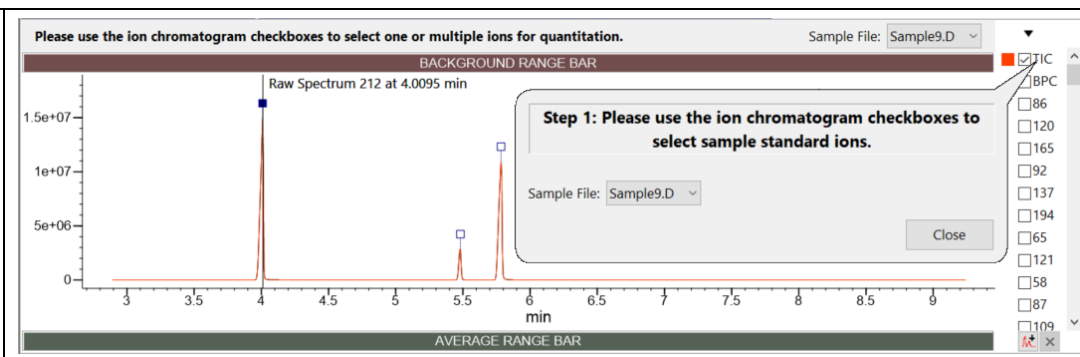 Please use the ion chromatogram checkboxes to select one or multiple ions for quantitation.
Sample File: Sample9.D
BACKGROUND RANGE BAR
Raw Spectrum 212 at 4.0095 min
1.5e+07
1e+07
5e+06
0
3 3.5 4 4.5 5 5.5 6 6.5 7 7.5 8 8.5 9
min
AVERAGE RANGE BAR
Step 1: Please use the ion chromatogram checkboxes to
select sample standard ions.
Sample File: Sample9.D
Close
TIC
BPC
86
120
165
92
137
194
65
121
58
87
109